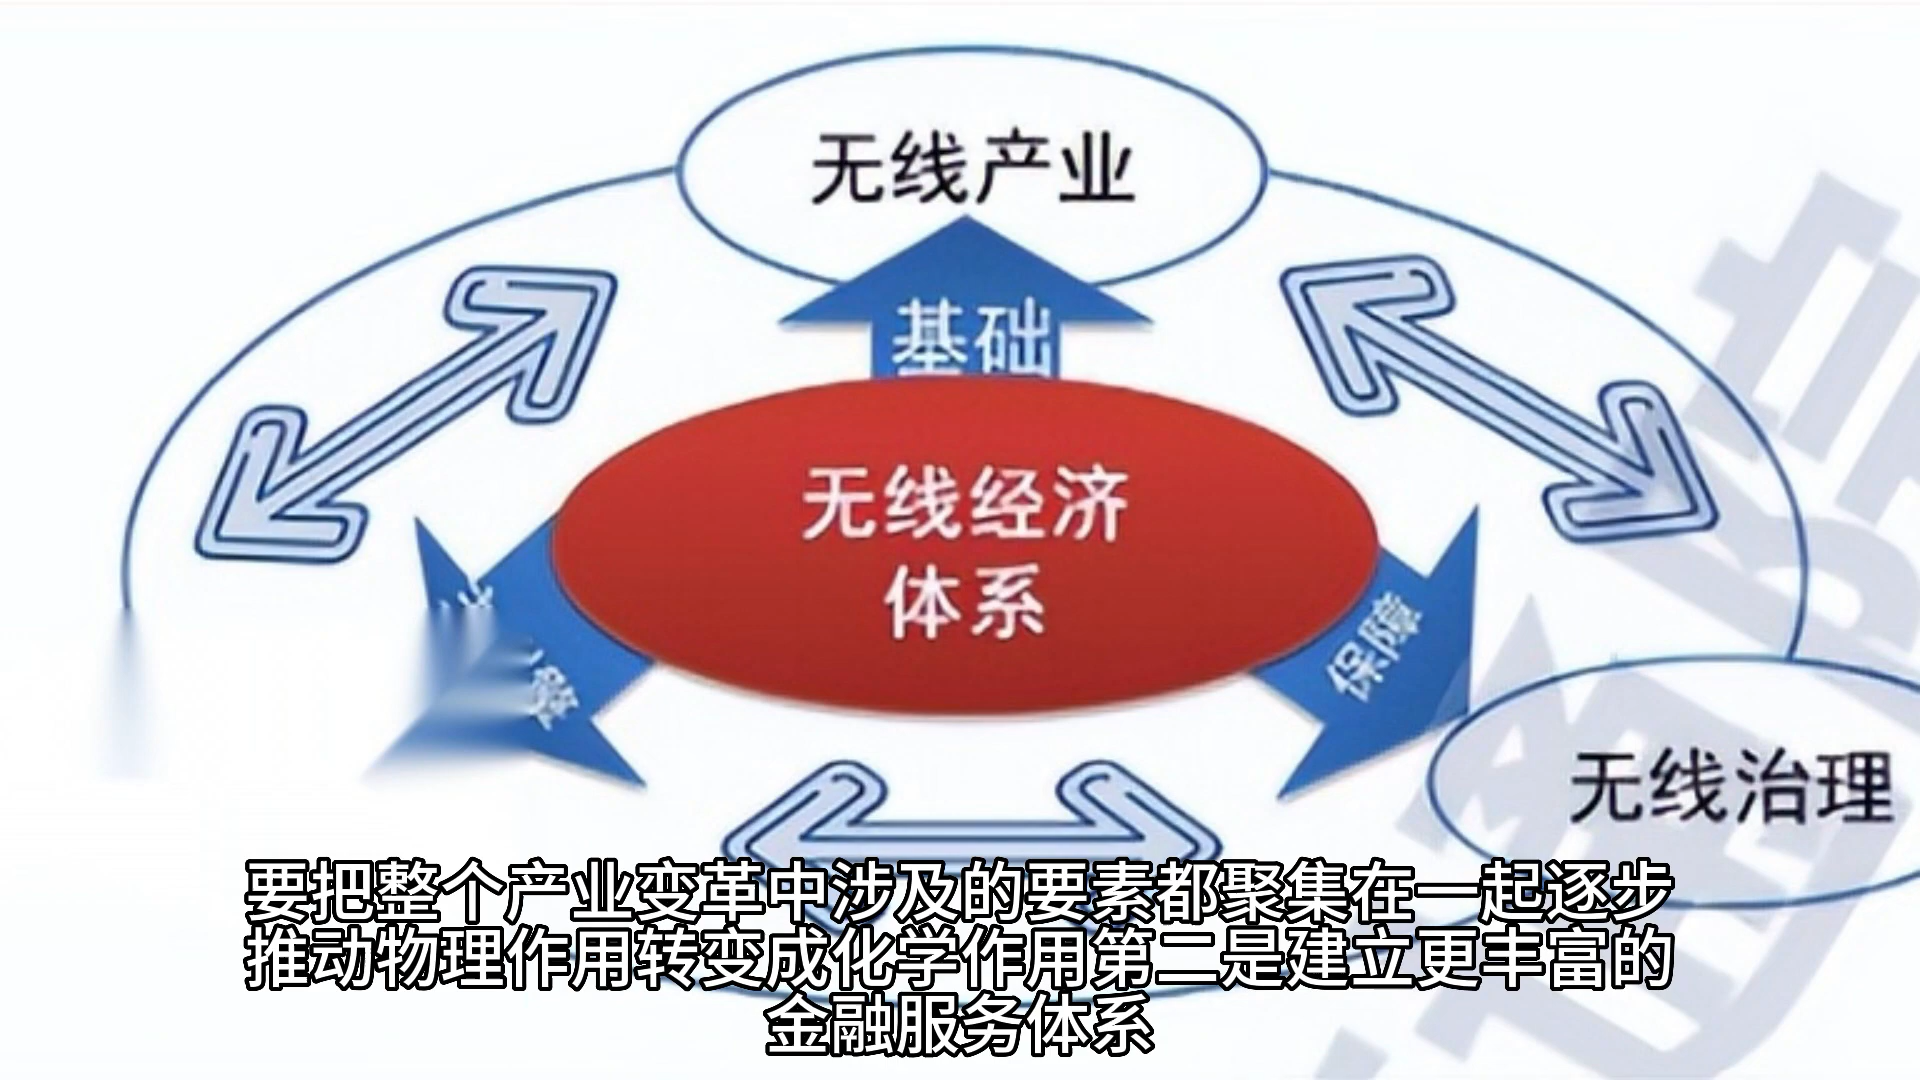 无线产业
基础
无线经济
体系
保障
无线治理
要把整个产业变革中涉及的要素都聚集在一起逐步
推动物理作用转变成化学作用第二是建立更丰富的
金融服务体系